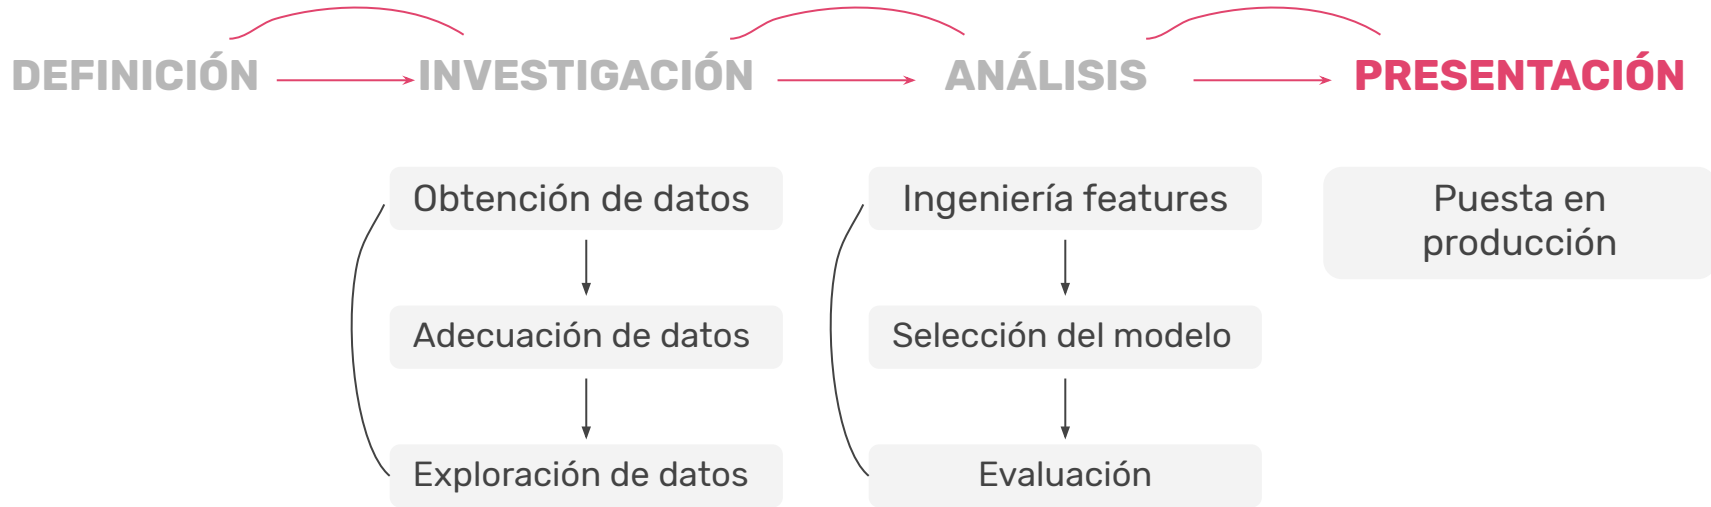 DEFINICIÓN
INVESTIGACIÓN
ANÁLISIS
PRESENTACIÓN
Obtención de datos
Adecuación de datos
Exploración de datos
Ingeniería features
Selección del modelo
Evaluación
Puesta en
producción